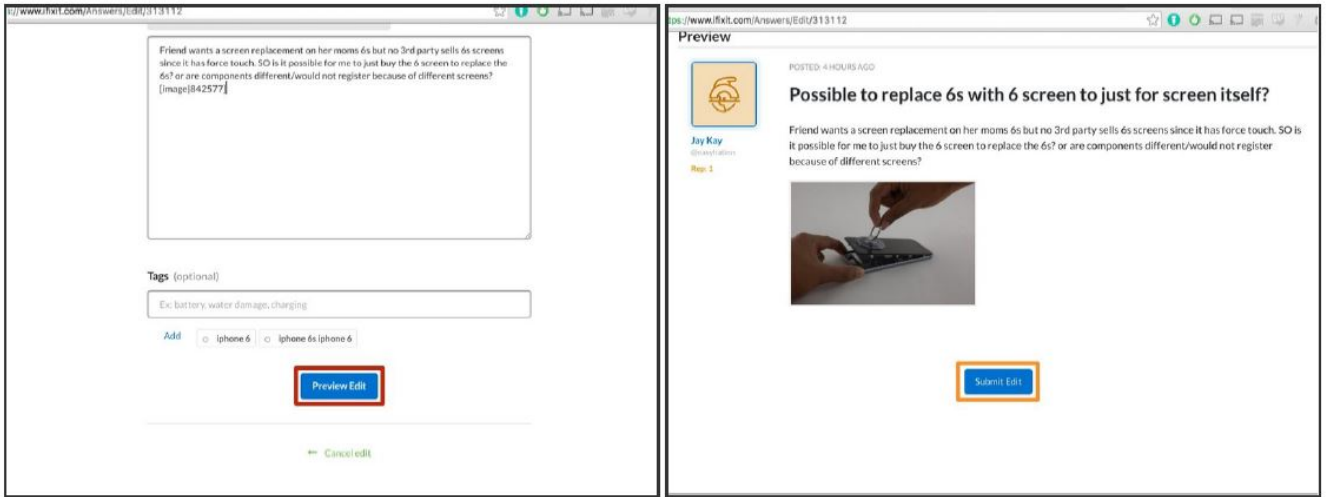 s://www.ifixit.com/Answers/Edit/313112
Friend wants a screen replacement on her moms 6s but no 3rd party sells 6s screens
since it has force touch. SO is it possible for me to just buy the 6 screen to replace the
6s? or are components different/would not register because of different screens?
[image|842577]
Tags (optional)
Ex: battery, water damage, charging
Add
iphone 6
iphone 6s iphone 6
Preview Edit
← Cancel edit
ps://www.ifixit.com/Answers/Edit/313112
Preview
POSTED: 4 HOURS AGO
Possible to replace 6s with 6 screen to just for screen itself?
Friend wants a screen replacement on her moms 6s but no 3rd party sells 6s screens since it has force touch. SO is
it possible for me to just buy the 6 screen to replace the 6s? or are components different/would not register
because of different screens?
Jay Kay
Rep: 1
Submit Edit